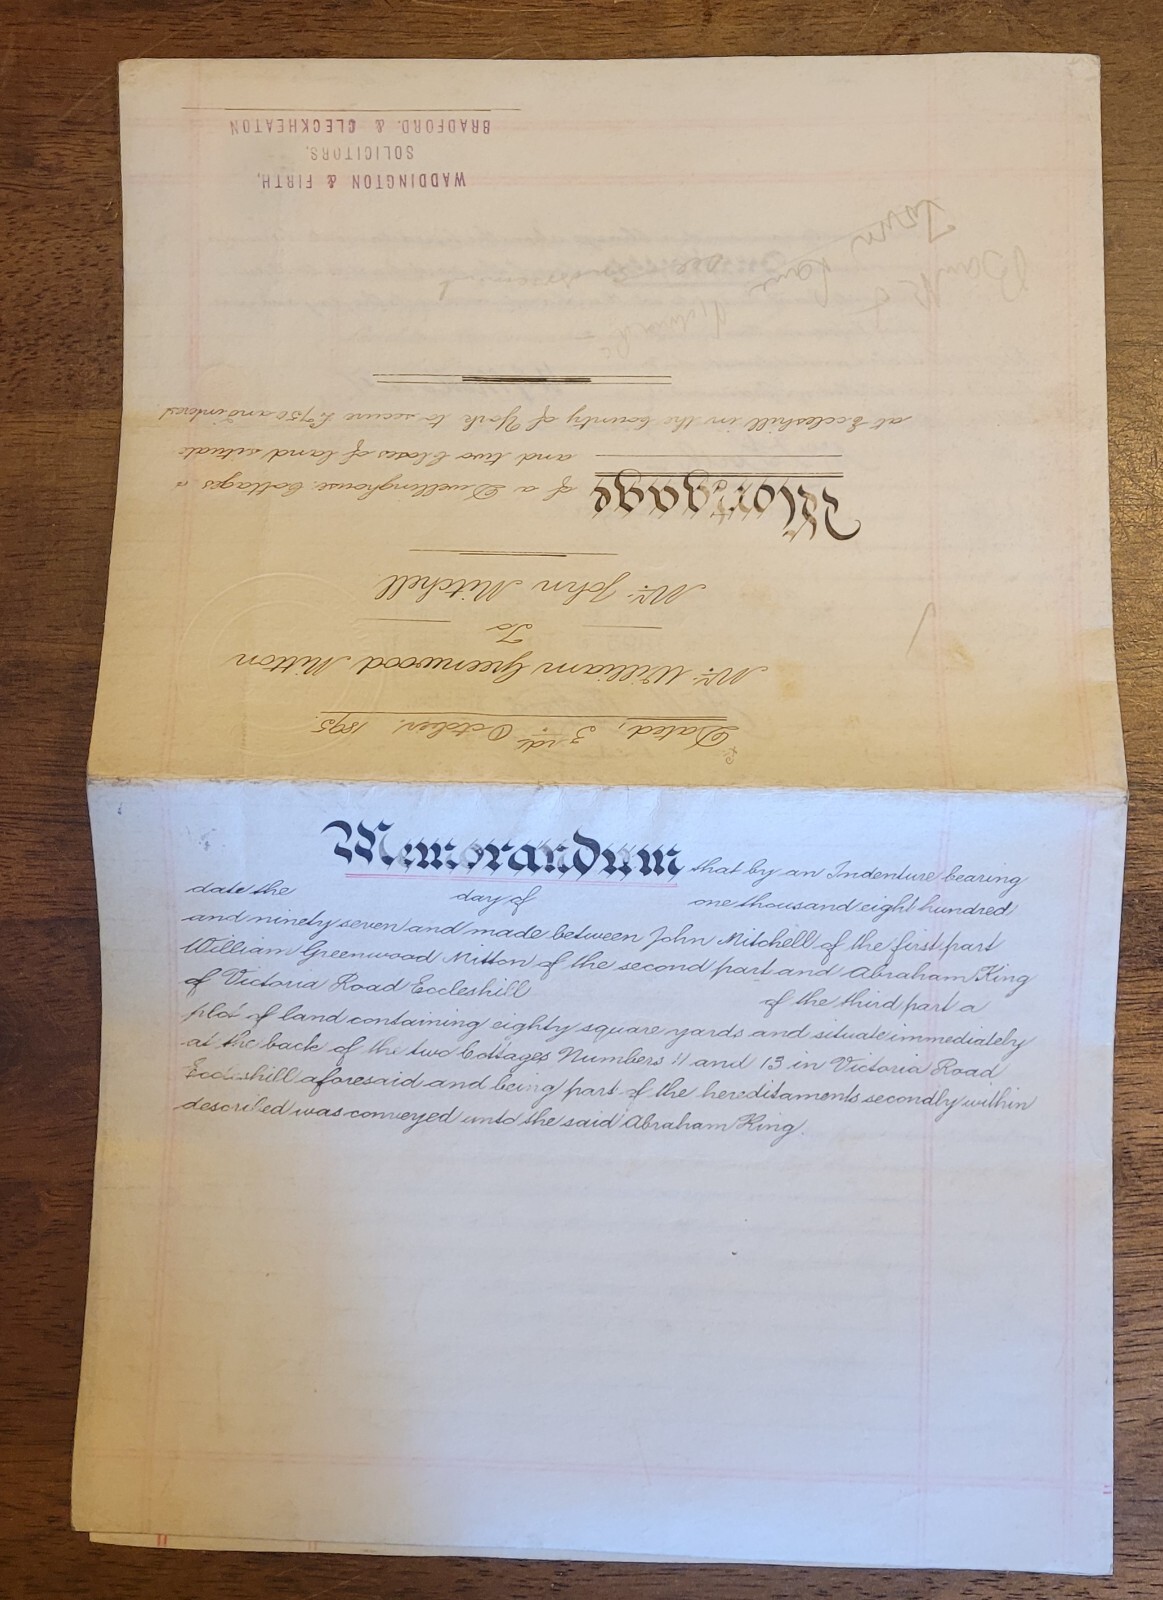 Dated, 3rd October. 1895.
Mr. William Greenwood Mitton
To
Mr. John Mitchell.
Mortgage of a Dwellinghouse. Cottages &
and two Closes of land situate
at Eccleshill in the County of York to secure £750 and interest
Bank &
Town Lane
WADDINGTON & FIRTH,
SOLICITORS,
BRADFORD. & CLECKHEATON
Memorandum that by an Indenture bearing
date the day of one thousand eight hundred
and ninety seven and made between John Mitchell of the first part
William Greenwood Mitton of the second part and Abraham King
of Victoria Road Eccleshill of the third part a
plot of land containing eighty square yards and situate immediately
at the back of the two Cottages Numbers 11 and 13 in Victoria Road
Eccleshill aforesaid and being part of the hereditaments secondly within
described was conveyed unto the said Abraham King.